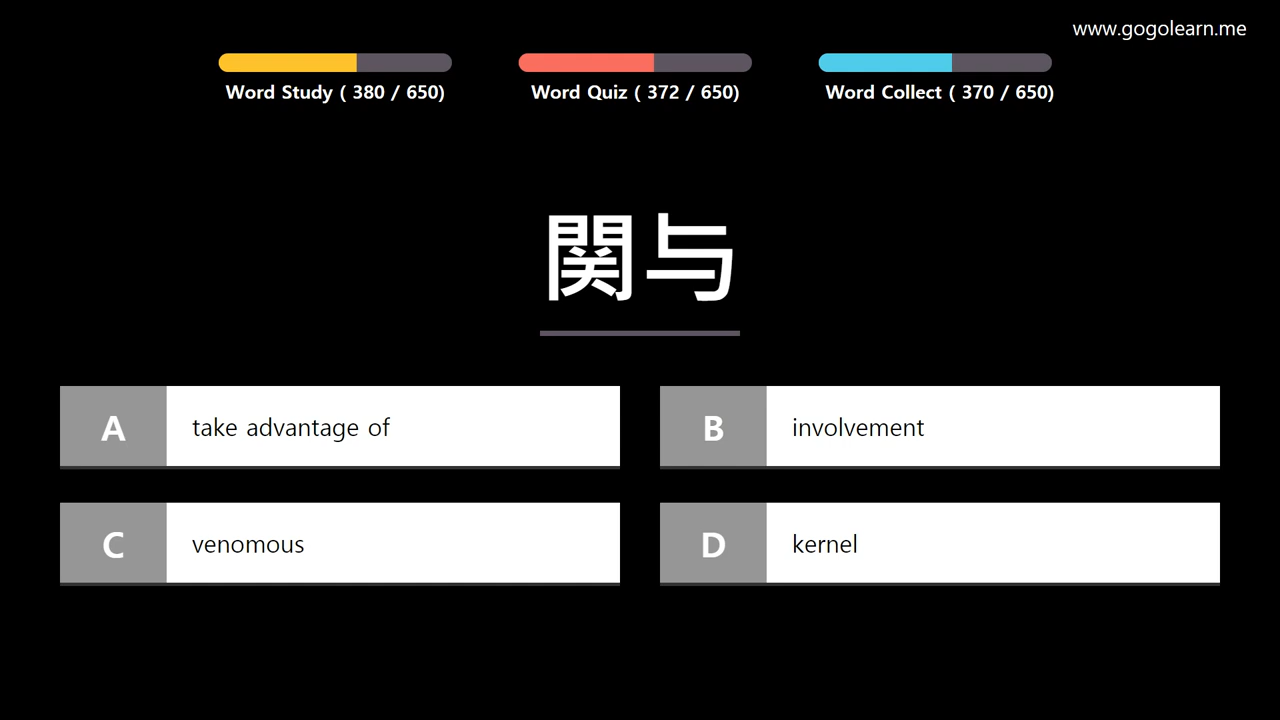 www.gogolearn.me
Word Study ( 380 / 650)
Word Quiz ( 372 / 650)
Word Collect ( 370 / 650)
関与
A take advantage of
B involvement
C venomous
D kernel